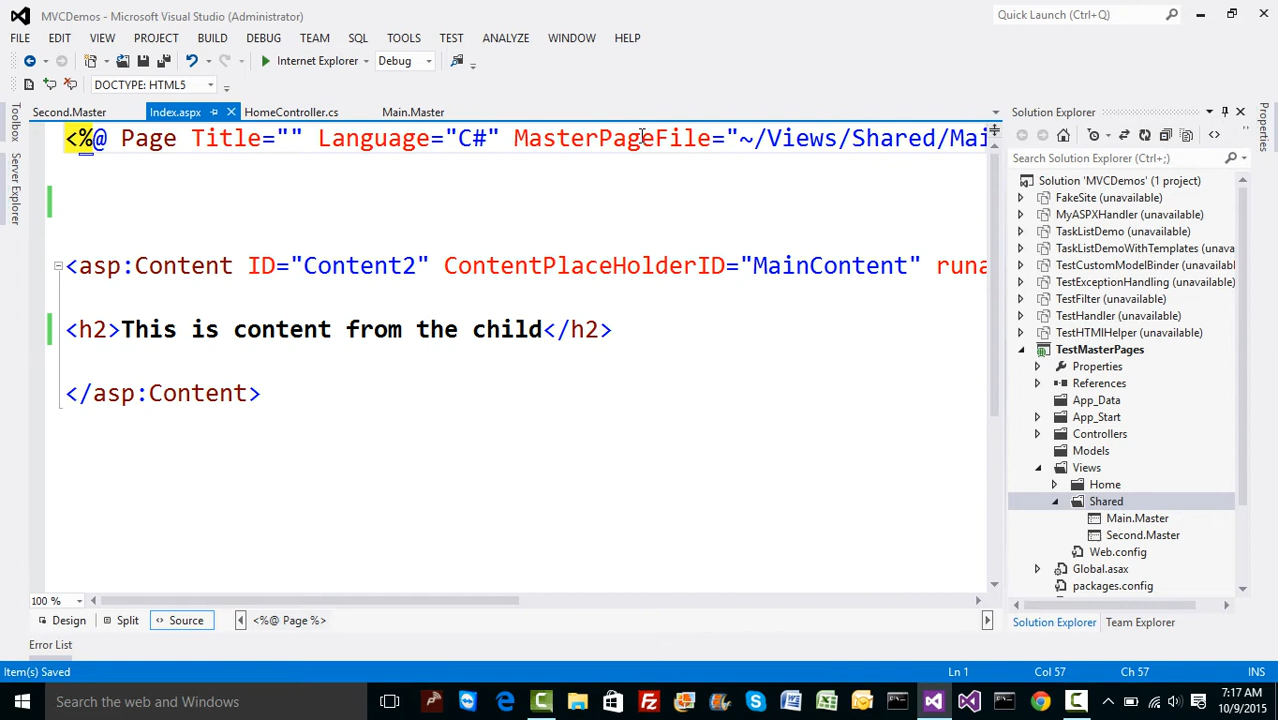 MVCDemos - Microsoft Visual Studio (Administrator)
Quick Launch (Ctrl+Q)
FILE EDIT VIEW PROJECT BUILD DEBUG TEAM SQL TOOLS TEST ANALYZE WINDOW HELP
Internet Explorer Debug
DOCTYPE: HTML5
Toolbox
Server Explorer
Second.Master Index.aspx HomeController.cs Main.Master
<%@ Page Title="" Language="C#" MasterPageFile="~/Views/Shared/Mai
<asp:Content ID="Content2" ContentPlaceHolderID="MainContent" runa
<h2>This is content from the child</h2>
</asp:Content>
100 %
Design Split Source <%@ Page %>
Error List
Solution Explorer
Properties
Search Solution Explorer (Ctrl+;)
Solution 'MVCDemos' (1 project)
FakeSite (unavailable)
MyASPXHandler (unavailable)
TaskListDemo (unavailable)
TaskListDemoWithTemplates (unavailable)
TestCustomModelBinder (unavailable)
TestExceptionHandling (unavailable)
TestFilter (unavailable)
TestHandler (unavailable)
TestHTMlHelper (unavailable)
TestMasterPages
Properties
References
App_Data
App_Start
Controllers
Models
Views
Home
Shared
Main.Master
Second.Master
Web.config
Global.asax
packages.config
Solution Explorer Team Explorer
Item(s) Saved Ln 1 Col 57 Ch 57 INS
Search the web and Windows
7:17 AM
10/9/2015